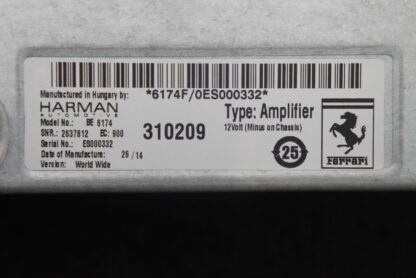 Manufactured in Hungary by:
*6174F/0ES000332*
HARMAN
AUTOMOTIVE
Model No.: BE 6174
SNR.: 2637812 EC: 900
Serial No.: ES000332
Date of Manufacture: 26 / 14
Version: World Wide
310209
Type: Amplifier
12Volt (Minus on Chassis)
25
Ferrari